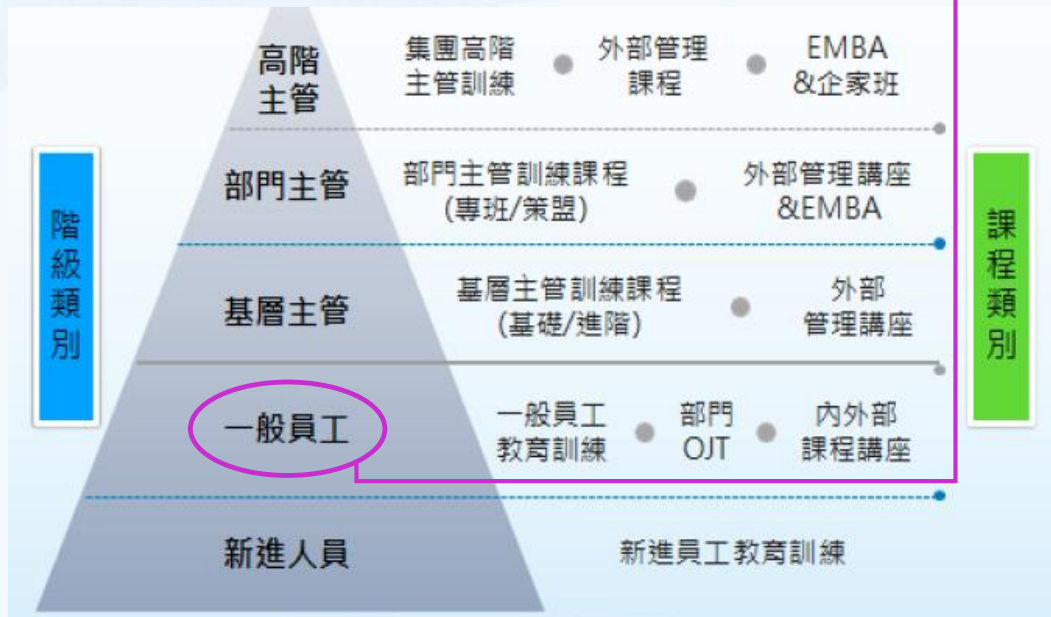 高階
主管
集團高階
主管訓練
外部管理
課程
EMBA
&企家班
部門主管
部門主管訓練課程
(專班/策盟)
外部管理講座
&EMBA
階級類別
課程類別
基層主管
基層主管訓練課程
(基礎/進階)
外部
管理講座
一般員工
一般員工
教育訓練
部門
OJT
內外部
課程講座
新進人員
新進員工教育訓練